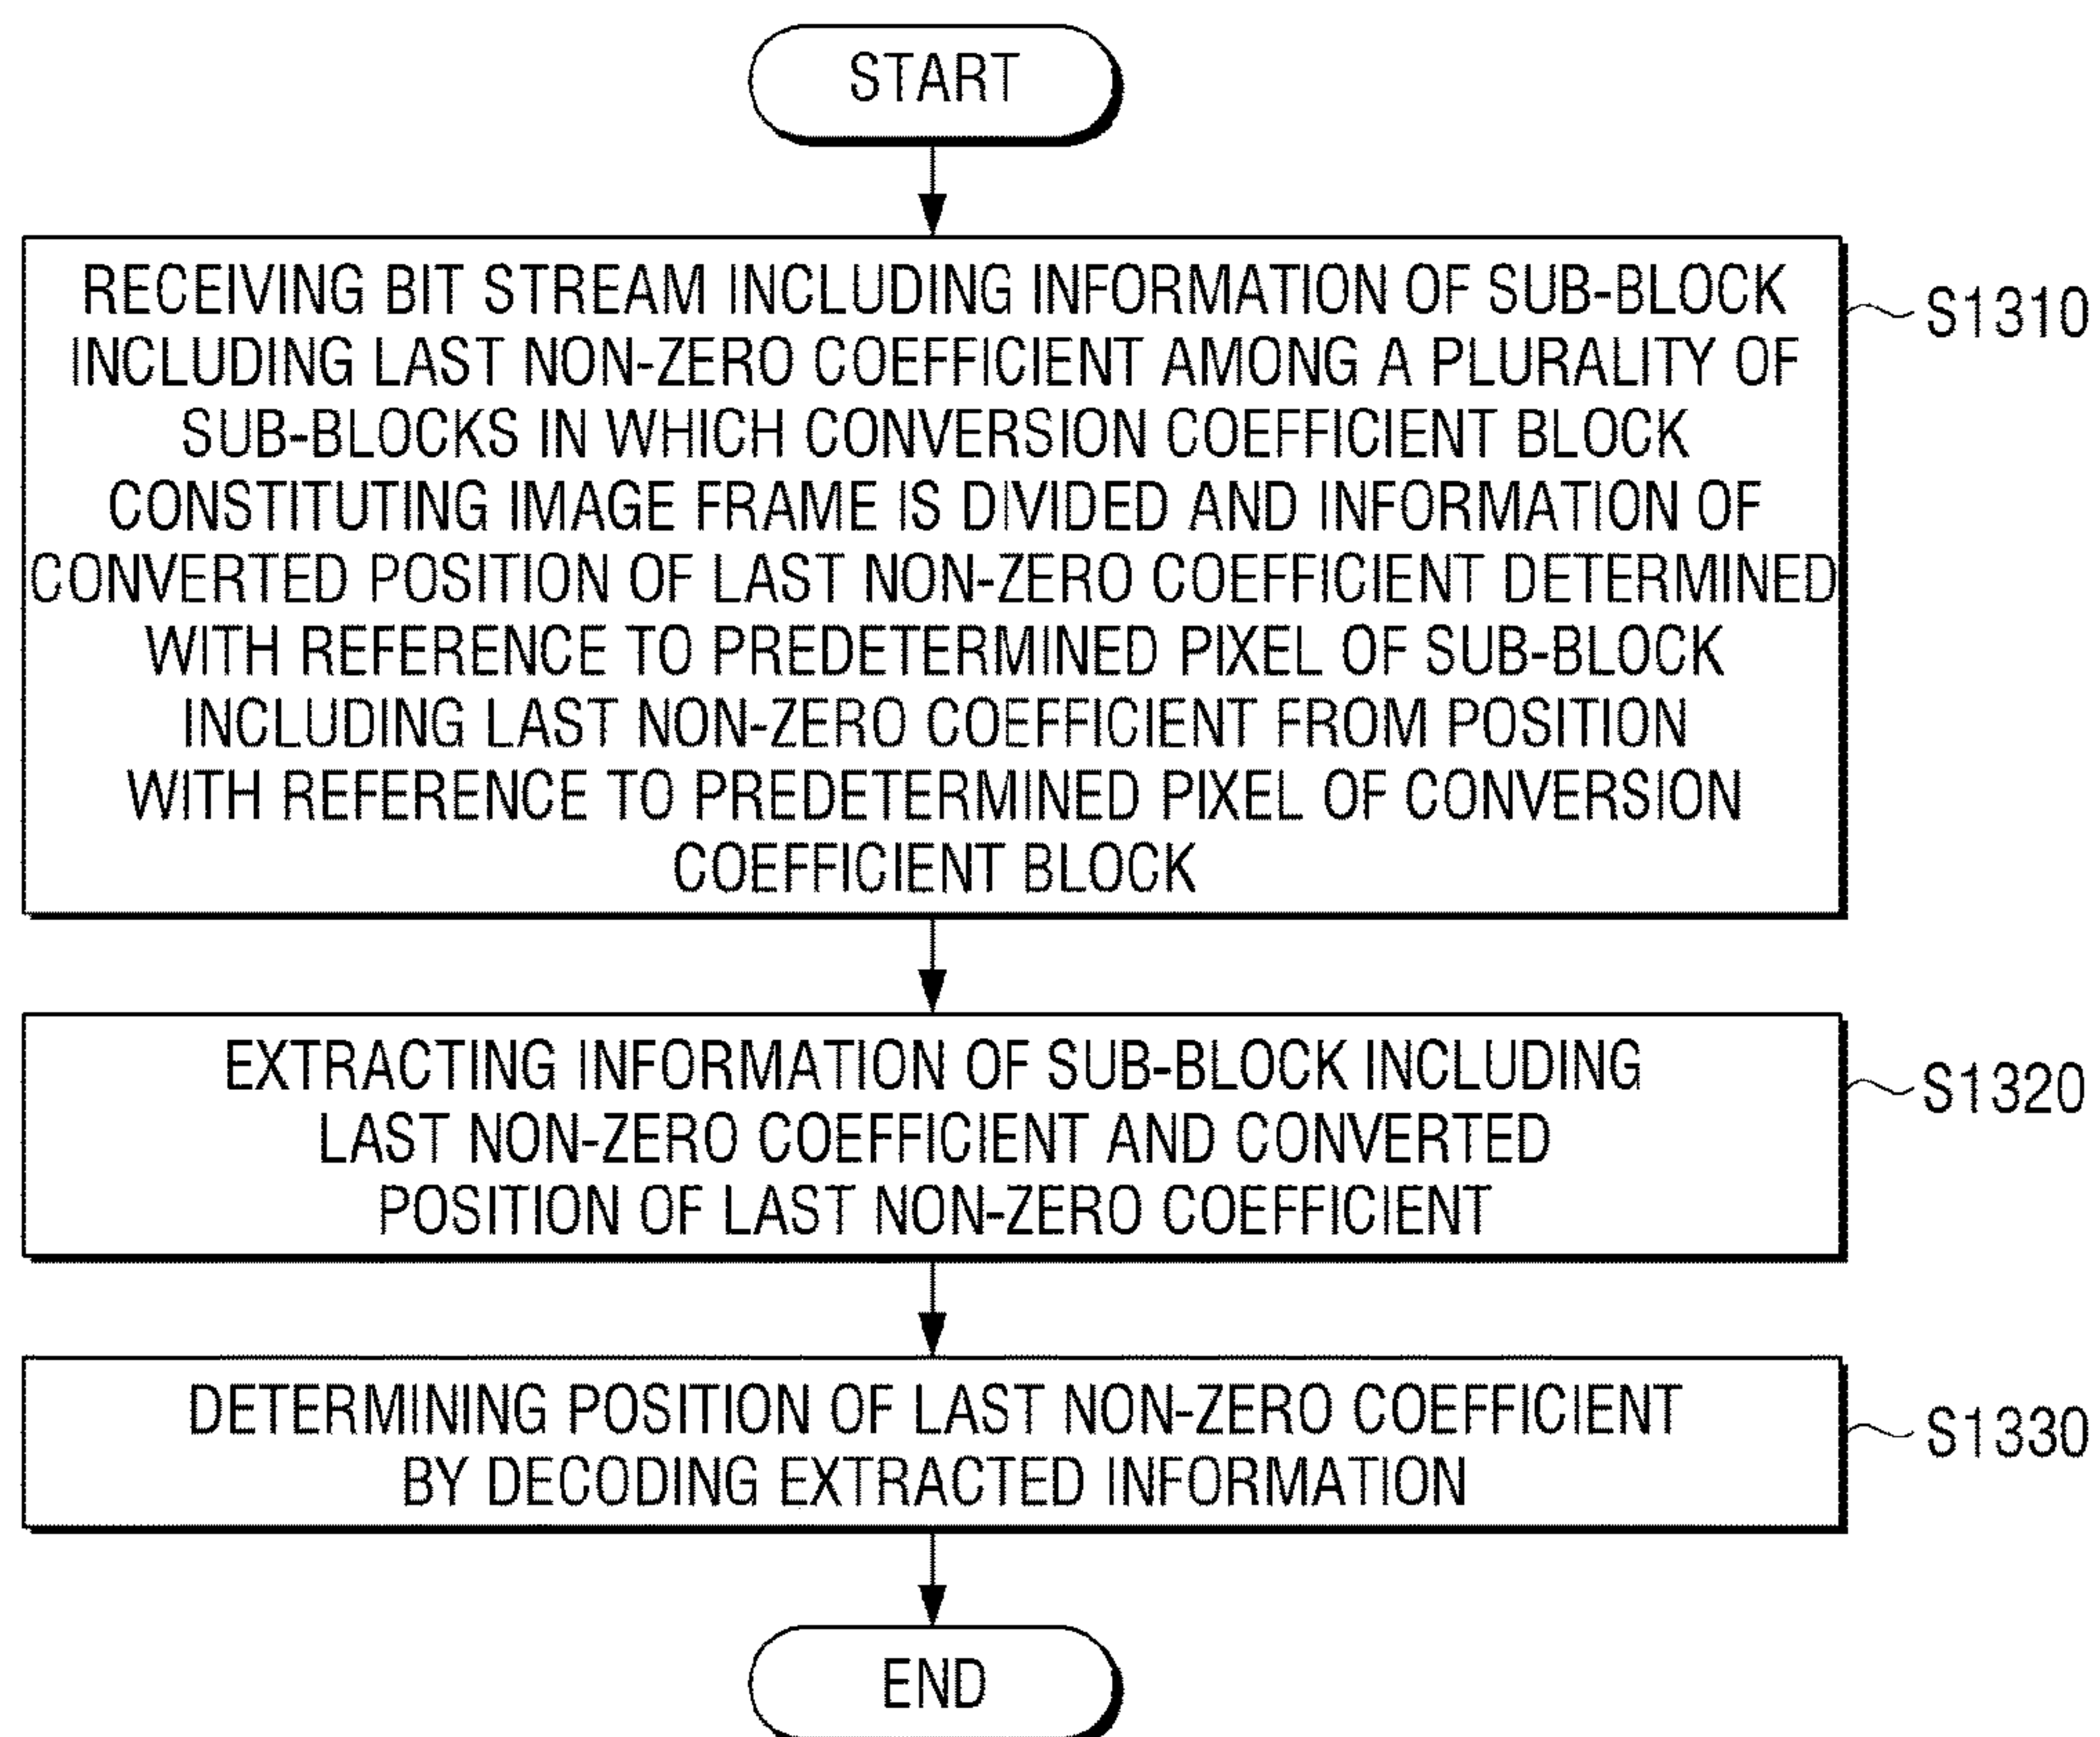 START
RECEIVING BIT STREAM INCLUDING INFORMATION OF SUB-BLOCK
INCLUDING LAST NON-ZERO COEFFICIENT AMONG A PLURALITY OF
SUB-BLOCKS IN WHICH CONVERSION COEFFICIENT BLOCK
CONSTITUTING IMAGE FRAME IS DIVIDED AND INFORMATION OF
CONVERTED POSITION OF LAST NON-ZERO COEFFICIENT DETERMINED
WITH REFERENCE TO PREDETERMINED PIXEL OF SUB-BLOCK
INCLUDING LAST NON-ZERO COEFFICIENT FROM POSITION
WITH REFERENCE TO PREDETERMINED PIXEL OF CONVERSION
COEFFICIENT BLOCK
S1310
EXTRACTING INFORMATION OF SUB-BLOCK INCLUDING
LAST NON-ZERO COEFFICIENT AND CONVERTED
POSITION OF LAST NON-ZERO COEFFICIENT
S1320
DETERMINING POSITION OF LAST NON-ZERO COEFFICIENT
BY DECODING EXTRACTED INFORMATION
S1330
END